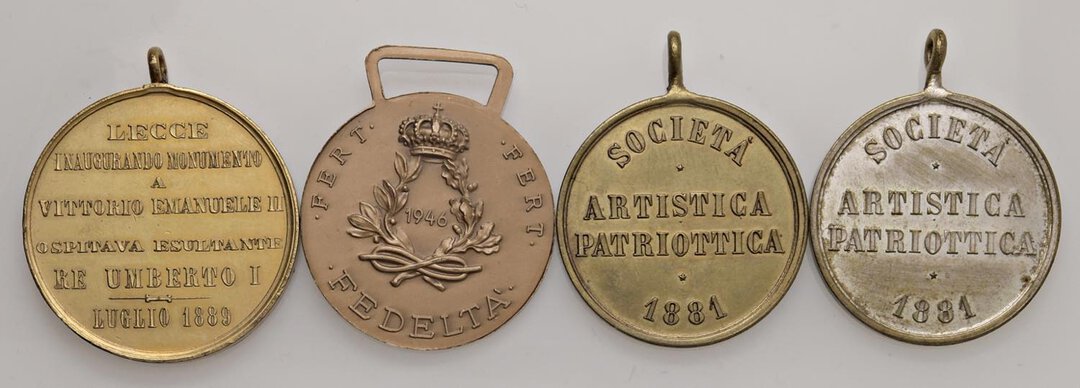 LECCE
INAUGURANDO MONUMENTO
A
VITTORIO EMANUELE II
OSPITAVA ESULTANTE
RE UMBERTO I
LUGLIO 1889
·FERT· ·FERT·
1946
FEDELTA'
SOCIETÀ
ARTISTICA
PATRIOTTICA
1881
SOCIETÀ
ARTISTICA
PATRIOTTICA
1881